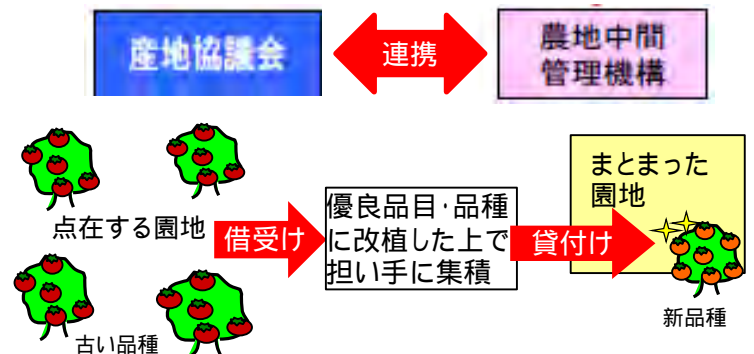 産地協議会
連携
農地中間
管理機構
点在する園地
借受け
優良品目・品種
に改植した上で
担い手に集積
貸付け
まとまった
園地
新品種
古い品種